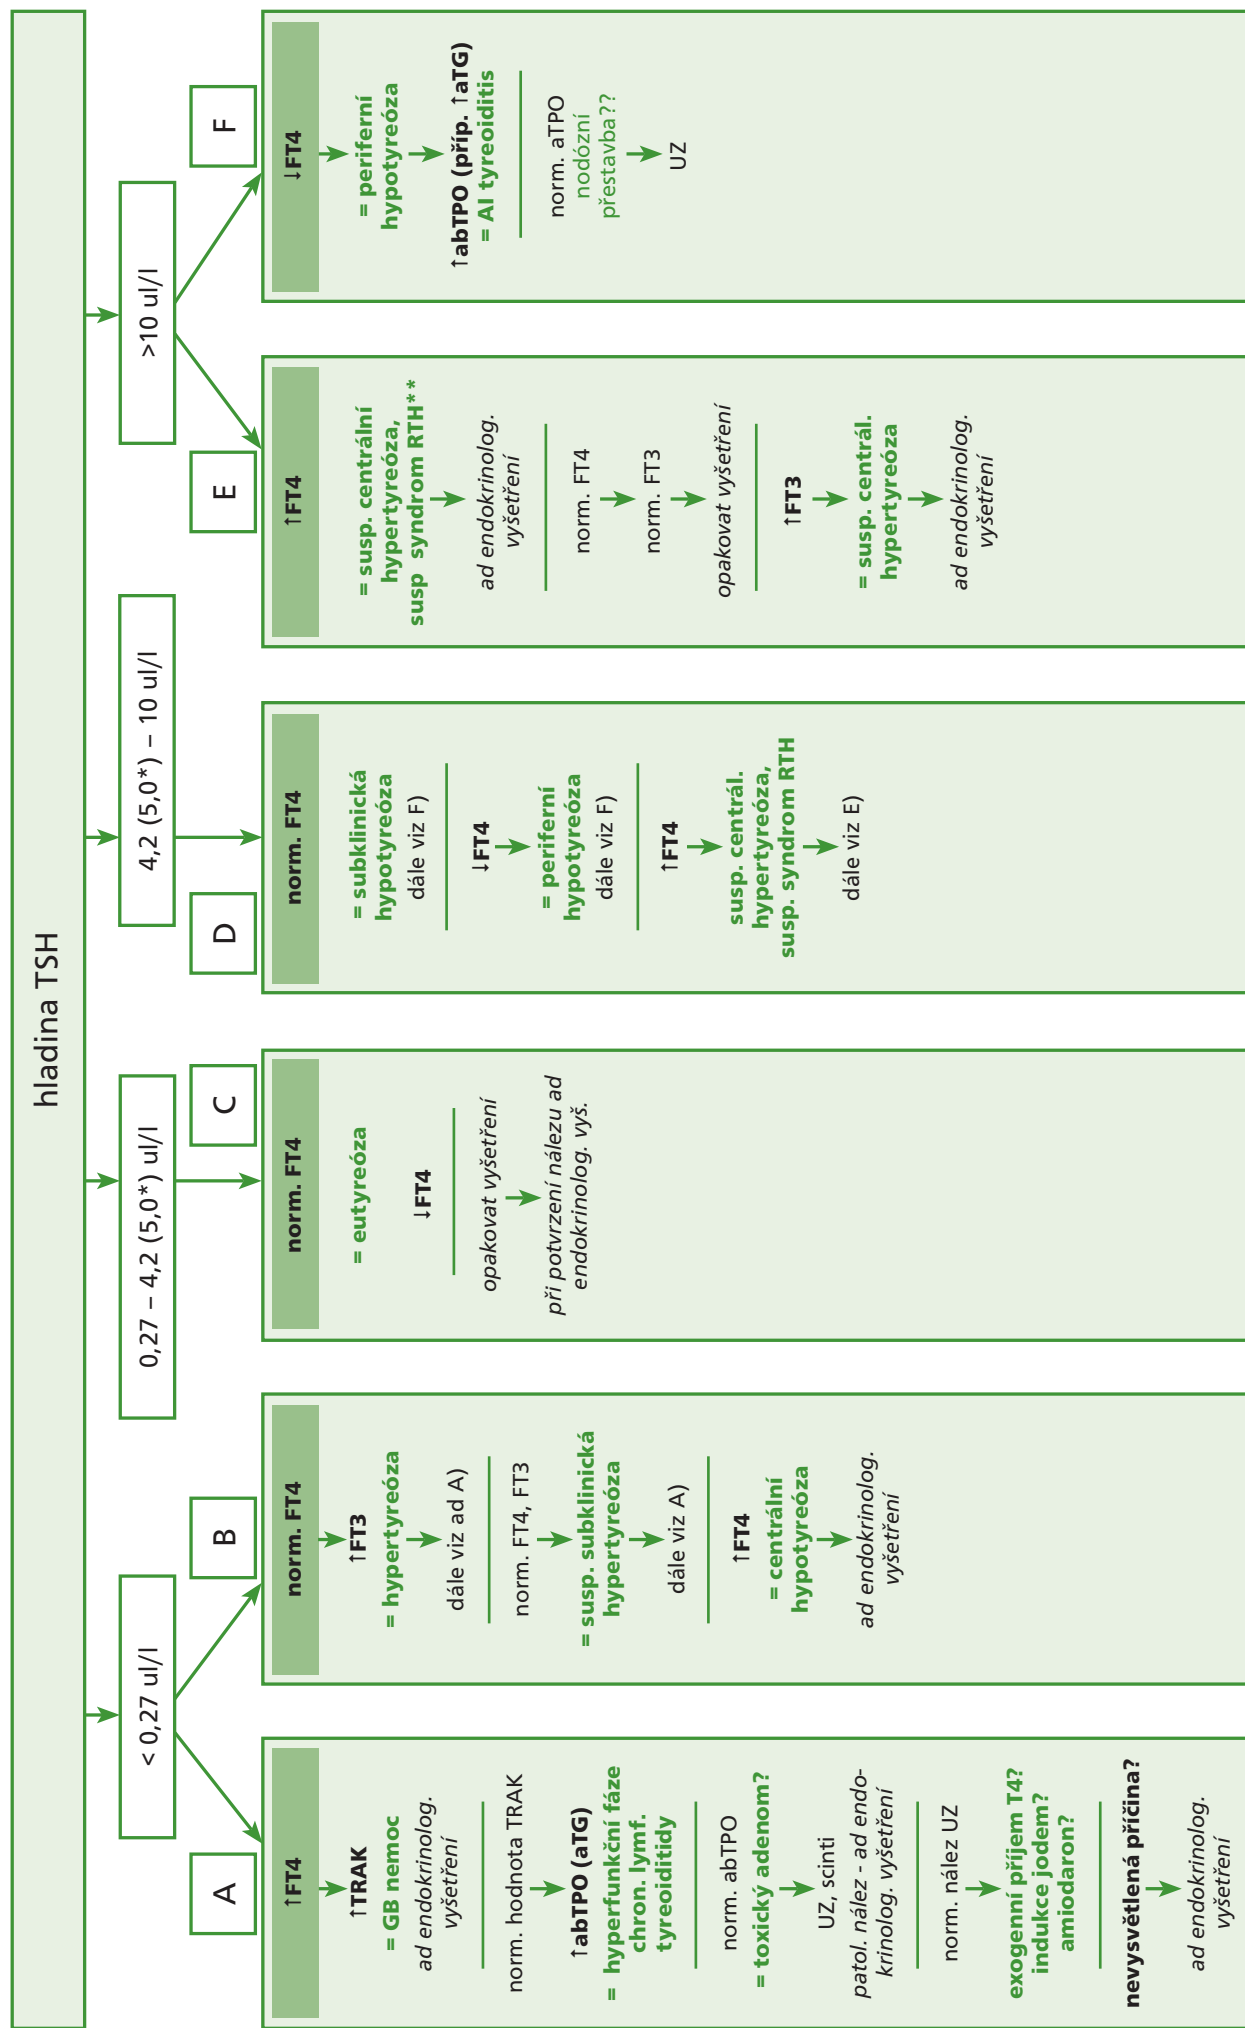 hladina TSH
< 0,27 uI/l
0,27 – 4,2 (5,0*) uI/l
4,2 (5,0*) – 10 uI/l
>10 uI/l
A
↑FT4
↑TRAK
= GB nemoc
ad endokrinolog.
vyšetření
norm. hodnota TRAK
↑abTPO (aTG)
= hyperfunkční fáze
chron. lymf.
tyreoiditidy
norm. abTPO
= toxický adenom?
UZ, scinti
patol. nález - ad endo-
krinolog. vyšetření
norm. nález UZ
exogenní příjem T4?
indukce jodem?
amiodaron?
nevysvětlená příčina?
ad endokrinolog.
vyšetření
B
norm. FT4
↑FT3
= hypertyreóza
dále viz ad A)
norm. FT4, FT3
= susp. subklinická
hypertyreóza
dále viz A)
↑FT4
= centrální
hypotyreóza
ad endokrinolog.
vyšetření
C
norm. FT4
= eutyreóza
↓FT4
opakovat vyšetření
při potvrzení nálezu ad
endokrinolog. vyš.
D
norm. FT4
= subklinická
hypotyreóza
dále viz F)
↓FT4
= periferní
hypotyreóza
dále viz F)
↑FT4
susp. centrál.
hypertyreóza,
susp. syndrom RTH
dále viz E)
E
↑FT4
= susp. centrální
hypertyreóza,
susp syndrom RTH**
ad endokrinolog.
vyšetření
norm. FT4
norm. FT3
opakovat vyšetření
↑FT3
= susp. centrál.
hypertyreóza
ad endokrinolog.
vyšetření
F
↓FT4
= periferní
hypotyreóza
↑abTPO (příp. ↑aTG)
= AI tyreoiditis
norm. aTPO
nodózní
přestavba??
UZ